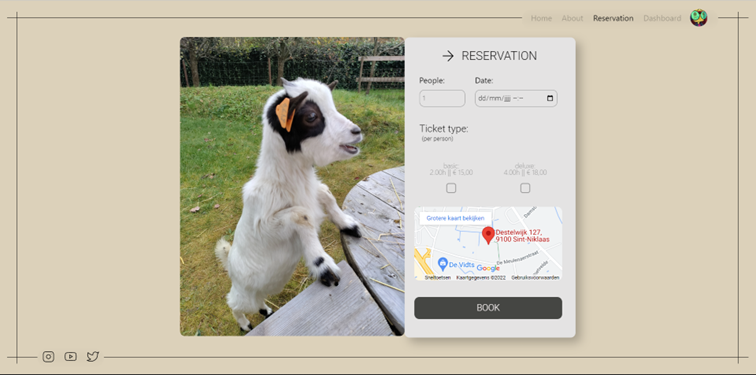 Home About Reservation Dashboard
→ RESERVATION
People: Date:
1 dd/mm/jjjj --:--
Ticket type:
(per person)
basic deluxe
2.00h || € 15,00 4.00h || € 18,00
Grotere kaart bekijken
Destelwijk 127,
9100 Sint-Niklaas
De Vidts
Google
Sneltoetsen Kaartgegevens ©2022 Gebruiksvoorwaarden
BOOK